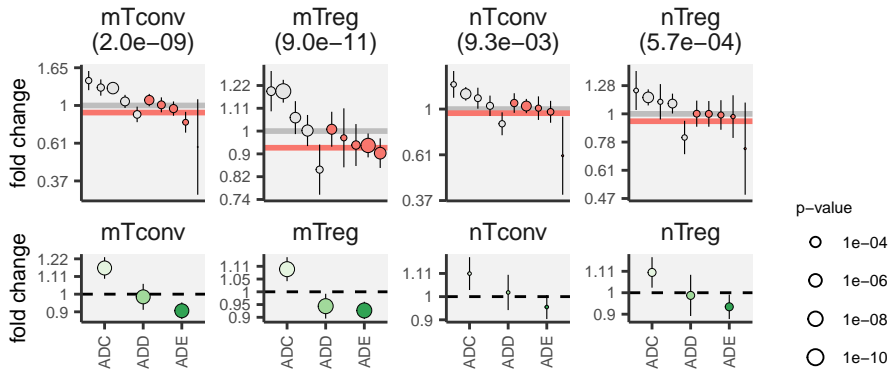 mTconv
(2.0e−09)
mTreg
(9.0e−11)
nTconv
(9.3e−03)
nTreg
(5.7e−04)
fold change
1.65
1
0.61
0.37
1.22
1.11
1
0.9
0.82
0.74
1
0.61
0.37
1.28
1
0.78
0.61
0.47
mTconv
mTreg
nTconv
nTreg
fold change
1.22
1.11
1
0.9
1.11
1.05
1
0.95
0.9
1.11
1
0.9
1.11
1
0.9
ADC
ADD
ADE
ADC
ADD
ADE
ADC
ADD
ADE
ADC
ADD
ADE
p−value
1e−04
1e−06
1e−08
1e−10